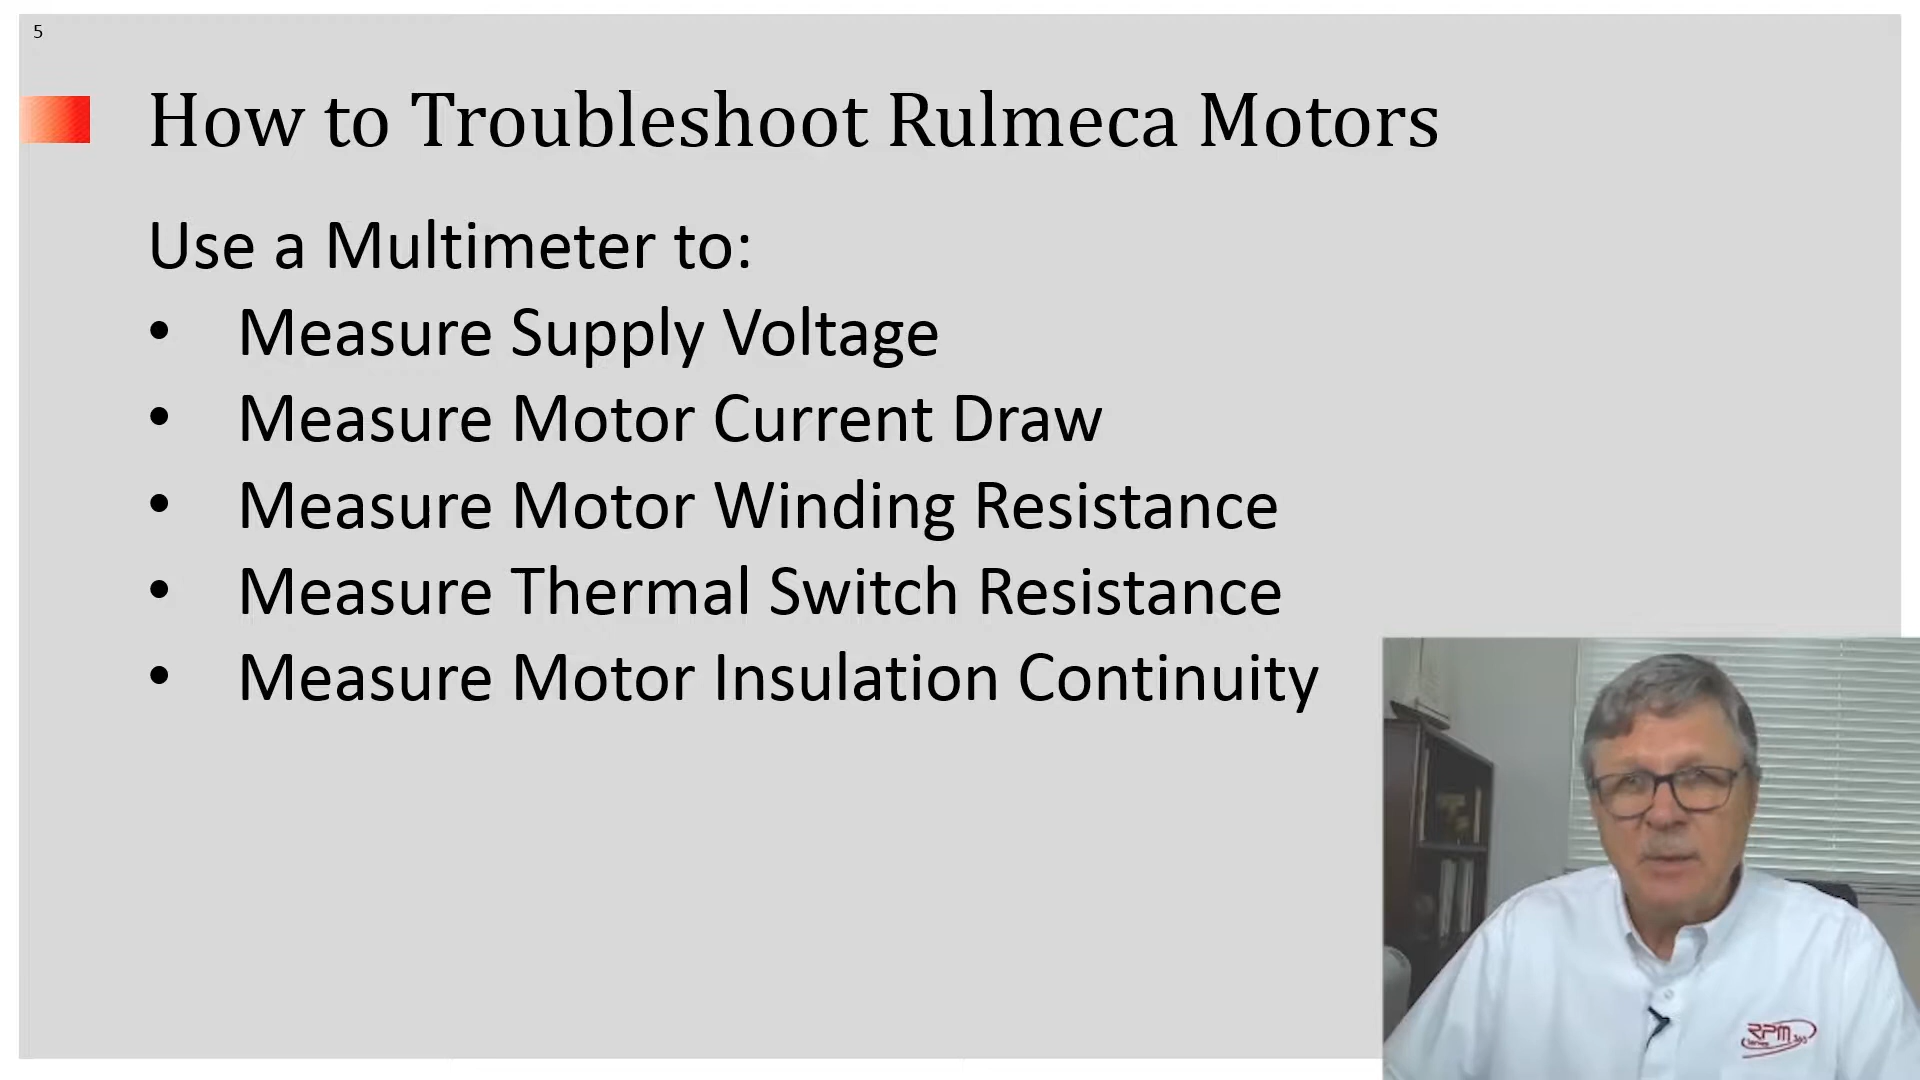 5
How to Troubleshoot Rulmeca Motors
Use a Multimeter to:
• Measure Supply Voltage
• Measure Motor Current Draw
• Measure Motor Winding Resistance
• Measure Thermal Switch Resistance
• Measure Motor Insulation Continuity
RPM